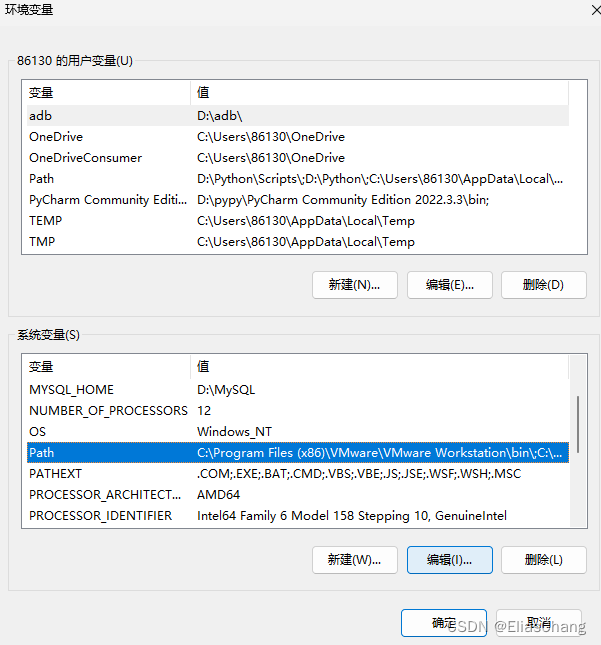 环境变量
86130 的用户变量(U)
变量 值
adb D:\adb\
OneDrive C:\Users\86130\OneDrive
OneDriveConsumer C:\Users\86130\OneDrive
Path D:\Python\Scripts\;D:\Python\;C:\Users\86130\AppData\Local\...
PyCharm Community Editi... D:\pypy\PyCharm Community Edition 2022.3.3\bin;
TEMP C:\Users\86130\AppData\Local\Temp
TMP C:\Users\86130\AppData\Local\Temp
新建(N)... 编辑(E)... 删除(D)
系统变量(S)
变量 值
MYSQL_HOME D:\MySQL
NUMBER_OF_PROCESSORS 12
OS Windows_NT
Path C:\Program Files (x86)\VMware\VMware Workstation\bin\;C:\...
PATHEXT .COM;.EXE;.BAT;.CMD;.VBS;.VBE;.JS;.JSE;.WSF;.WSH;.MSC
PROCESSOR_ARCHITECT... AMD64
PROCESSOR_IDENTIFIER Intel64 Family 6 Model 158 Stepping 10, GenuineIntel
新建(W)... 编辑(I)... 删除(L)
确定 取消
CSDN @Eliaschang